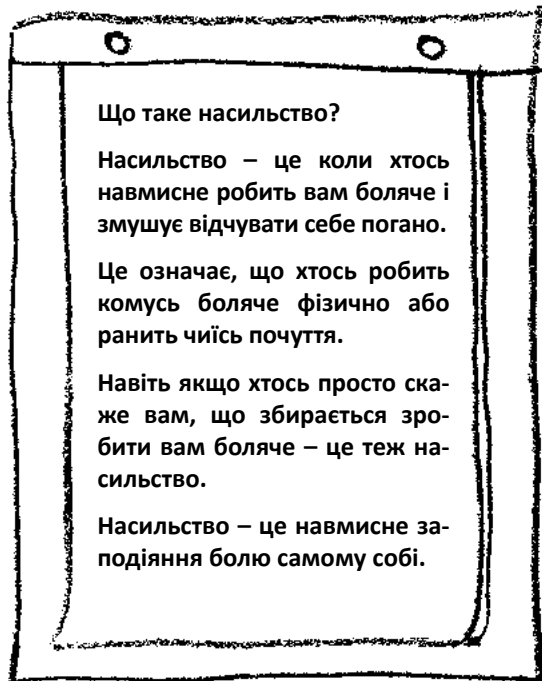 Що таке насильство?
Насильство – це коли хтось
навмисне робить вам боляче і
змушує відчувати себе погано.
Це означає, що хтось робить
комусь боляче фізично або
ранить чиїсь почуття.
Навіть якщо хтось просто ска-
же вам, що збирається зро-
бити вам боляче – це теж на-
сильство.
Насильство – це навмисне за-
подіяння болю самому собі.